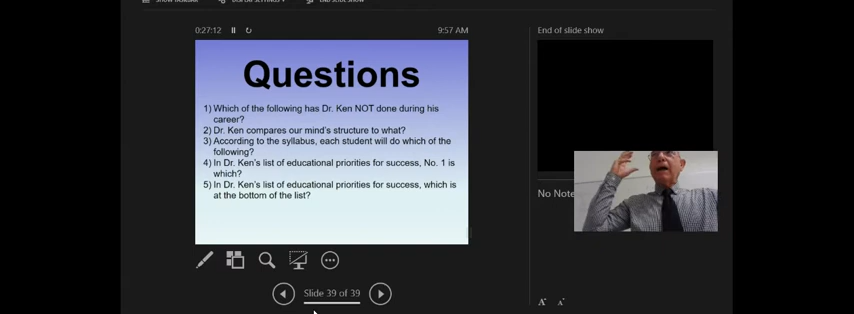 SHOW TASKBAR DISPLAY SETTINGS END SLIDE SHOW
0:27:12 9:57 AM
Questions
1) Which of the following has Dr. Ken NOT done during his
career?
2) Dr. Ken compares our mind's structure to what?
3) According to the syllabus, each student will do which of the
following?
4) In Dr. Ken's list of educational priorities for success, No. 1 is
which?
5) In Dr. Ken's list of educational priorities for success, which is
at the bottom of the list?
Slide 39 of 39
End of slide show
No Note
A A